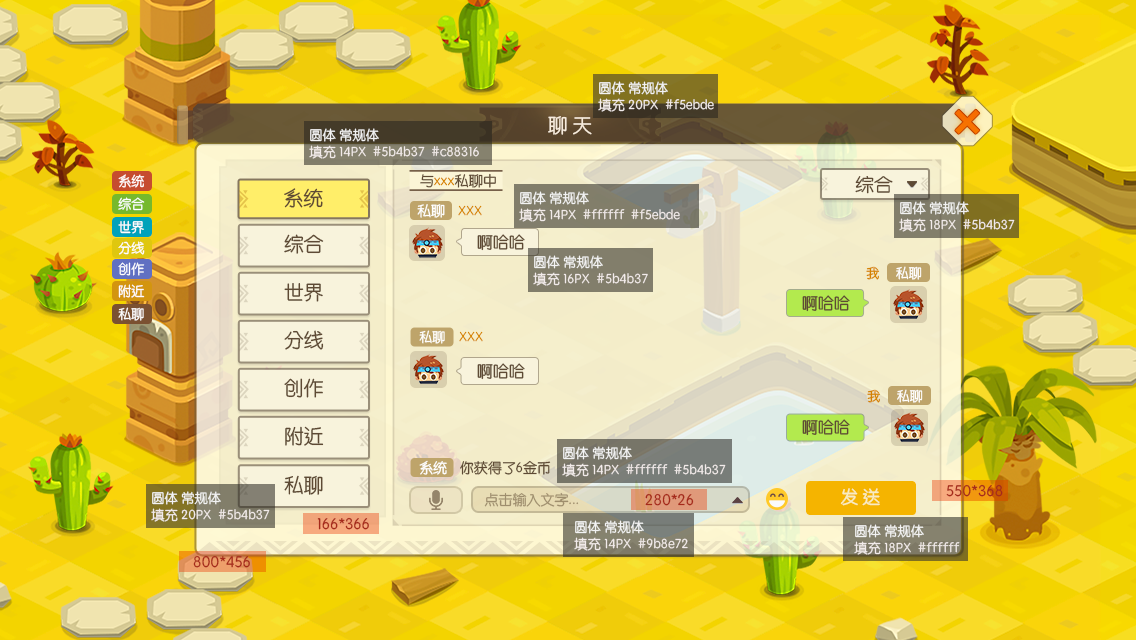 圆体 常规体
填充 20PX #f5ebde
聊天
圆体 常规体
填充 14PX #5b4d37 #c88316
系统
综合
世界
分线
创作
附近
私聊
系统
综合
世界
分线
创作
附近
私聊
圆体 常规体
填充 20PX #5b4d37
166*366
800*456
与xxx私聊中
私聊 XXX
圆体 常规体
填充 14PX #ffffff #f5ebde
啊哈哈
圆体 常规体
填充 16PX #5b4b37
综合
圆体 常规体
填充 18PX #5b4b37
我 私聊
啊哈哈
私聊 XXX
啊哈哈
我 私聊
啊哈哈
圆体 常规体
填充 14PX #ffffff #5b4d37
系统 你获得了6金币
点击输入文字...
280*26
发送
550*368
圆体 常规体
填充 14PX #9b8e72
圆体 常规体
填充 18PX #ffffff